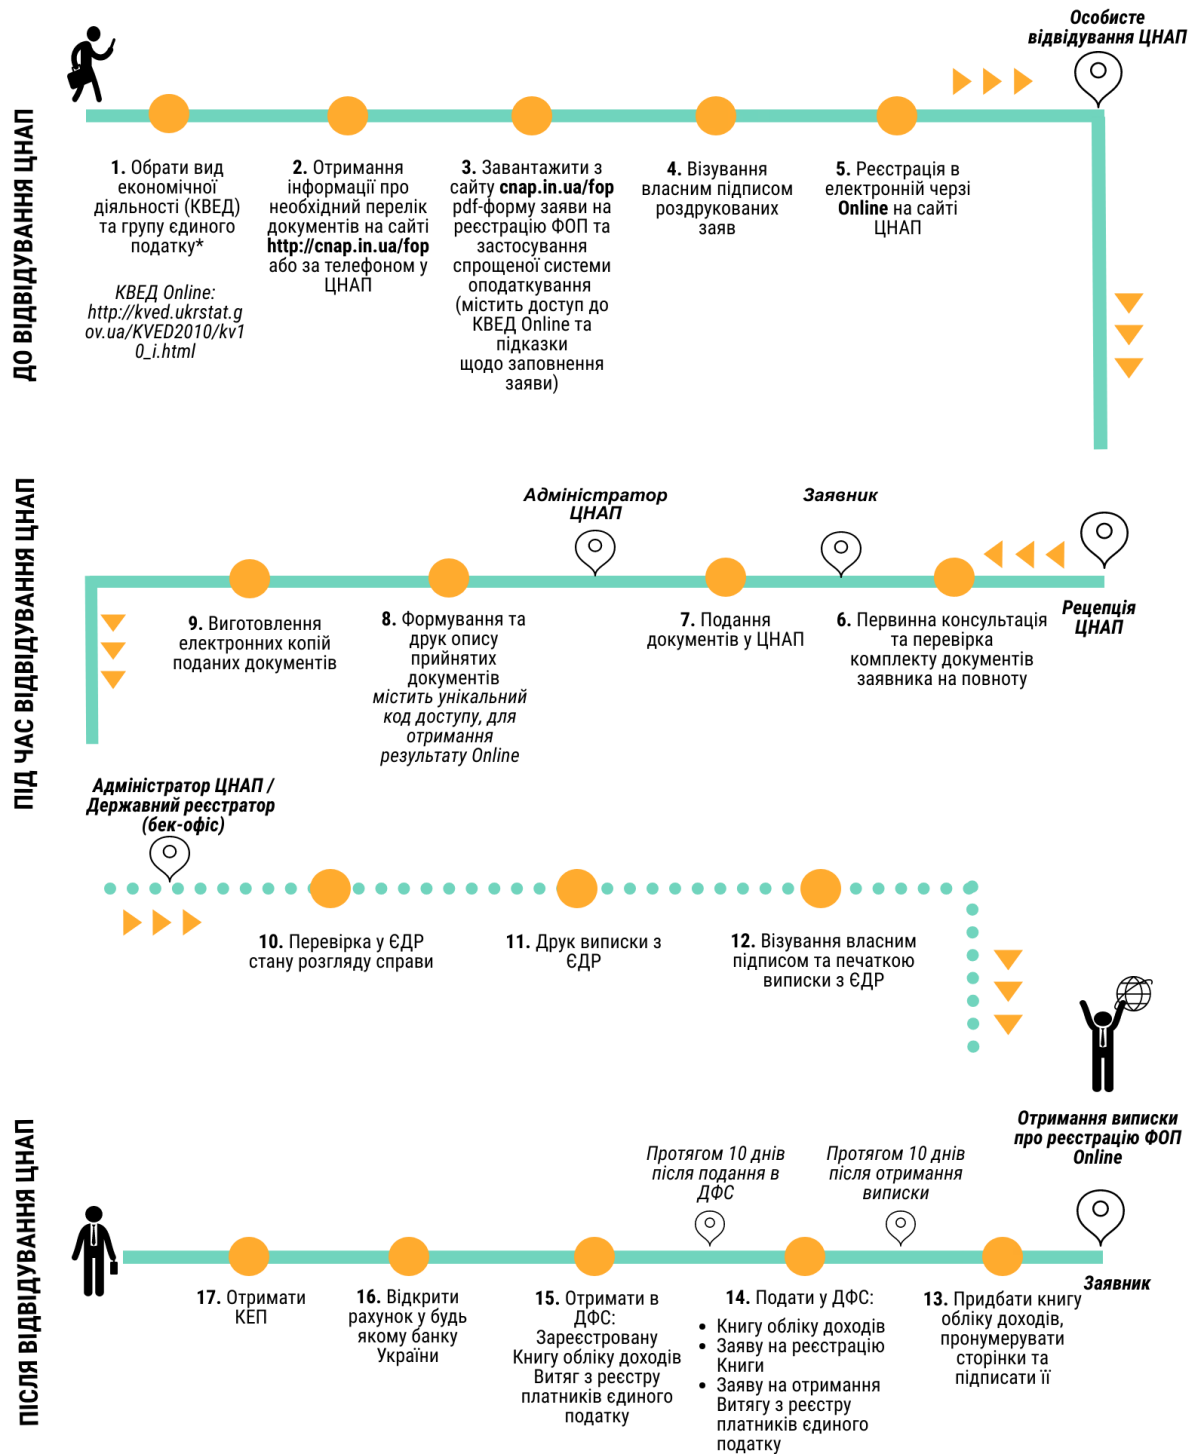 ДО ВІДВІДУВАННЯ ЦНАП
Особисте
відвідування ЦНАП
1. Обрати вид
економічної
діяльності (КВЕД)
та групу єдиного
податку*
КВЕД Online:
http://kved.ukrstat.g
ov.ua/KVED2010/kv1
0_i.html
2. Отримання
інформації про
необхідний перелік
документів на сайті
http://cnap.in.ua/fop
або за телефоном у
ЦНАП
3. Завантажити з
сайту cnap.in.ua/fop
pdf-форму заяви на
реєстрацію ФОП та
застосування
спрощеної системи
оподаткування
(містить доступ до
КВЕД Online та
підказки
щодо заповнення
заяви)
4. Візування
власним підписом
роздрукованих
заяв
5. Реєстрація в
електронній черзі
Online на сайті
ЦНАП
ПІД ЧАС ВІДВІДУВАННЯ ЦНАП
Рецепція
ЦНАП
6. Первинна консультація
та перевірка
комплекту документів
заявника на повноту
Заявник
7. Подання
документів у ЦНАП
Адміністратор
ЦНАП
8. Формування та
друк опису
прийнятих
документів
містить унікальний
код доступу, для
отримання
результату Online
9. Виготовлення
електронних копій
поданих документів
Адміністратор ЦНАП /
Державний реєстратор
(бек-офіс)
10. Перевірка у ЄДР
стану розгляду справи
11. Друк виписки з
ЄДР
12. Візування власним
підписом та печаткою
виписки з ЄДР
ПІСЛЯ ВІДВІДУВАННЯ ЦНАП
Отримання виписки
про реєстрацію ФОП
Online
Заявник
13. Придбати книгу
обліку доходів,
пронумерувати
сторінки та
підписати її
Протягом 10 днів
після отримання
виписки
14. Подати у ДФС:
• Книгу обліку доходів
• Заяву на реєстрацію
Книги
• Заяву на отримання
Витягу з реєстру
платників єдиного
податку
Протягом 10 днів
після подання в
ДФС
15. Отримати в
ДФС:
Зареєстровану
Книгу обліку доходів
Витяг з реєстру
платників єдиного
податку
16. Відкрити
рахунок у будь
якому банку
України
17. Отримати
КЕП